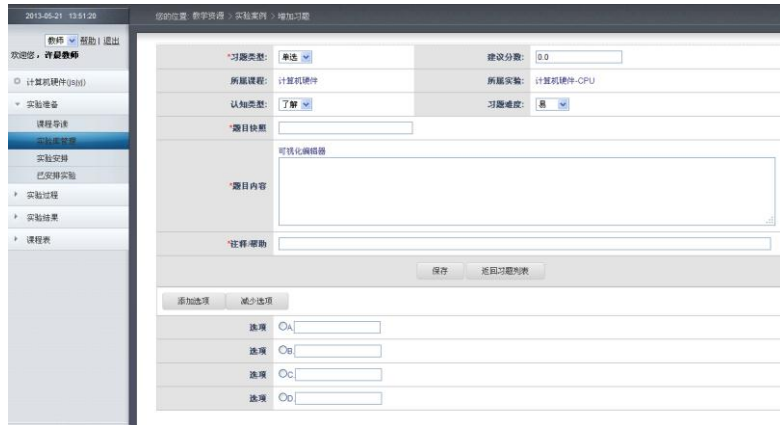 2013-05-21 13:51:20
您的位置: 教学资源 > 实验案例 > 增加习题
教师 帮助 | 退出
欢迎您,许晨教师
计算机硬件(jsjyj)
实验准备
课程导读
实验库管理
实验安排
已安排实验
实验过程
实验结果
课程表
*习题类型: 单选 建议分数: 0.0
所属课程: 计算机硬件 所属实验: 计算机硬件-CPU
认知类型: 了解 习题难度: 易
*题目快照
可视化编辑器
*题目内容
*注释/帮助
保存 返回习题列表
添加选项 减少选项
选项 A.
选项 B.
选项 C.
选项 D.